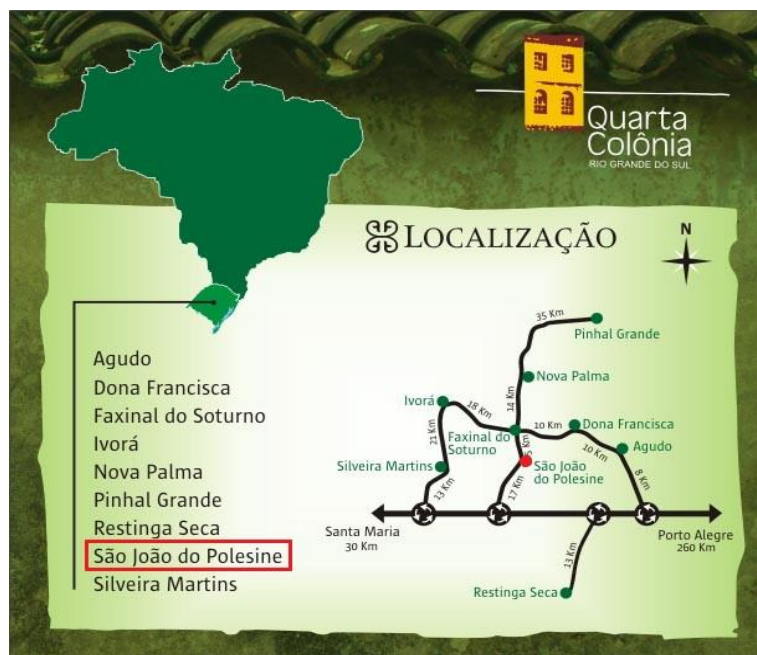 Quarta
Colônia
RIO GRANDE DO SUL
LOCALIZAÇÃO
N
Agudo
Dona Francisca
Faxinal do Soturno
Ivorá
Nova Palma
Pinhal Grande
Restinga Seca
São João do Polesine
Silveira Martins
35 Km
Pinhal Grande
Nova Palma
14 Km
Ivorá
18 Km
10 Km
Dona Francisca
21 Km
Faxinal do
Soturno
5 Km
10 Km
Agudo
Silveira Martins
São João
do Polesine
13 Km
17 Km
8 Km
Santa Maria
30 Km
Porto Alegre
260 Km
13 Km
Restinga Seca